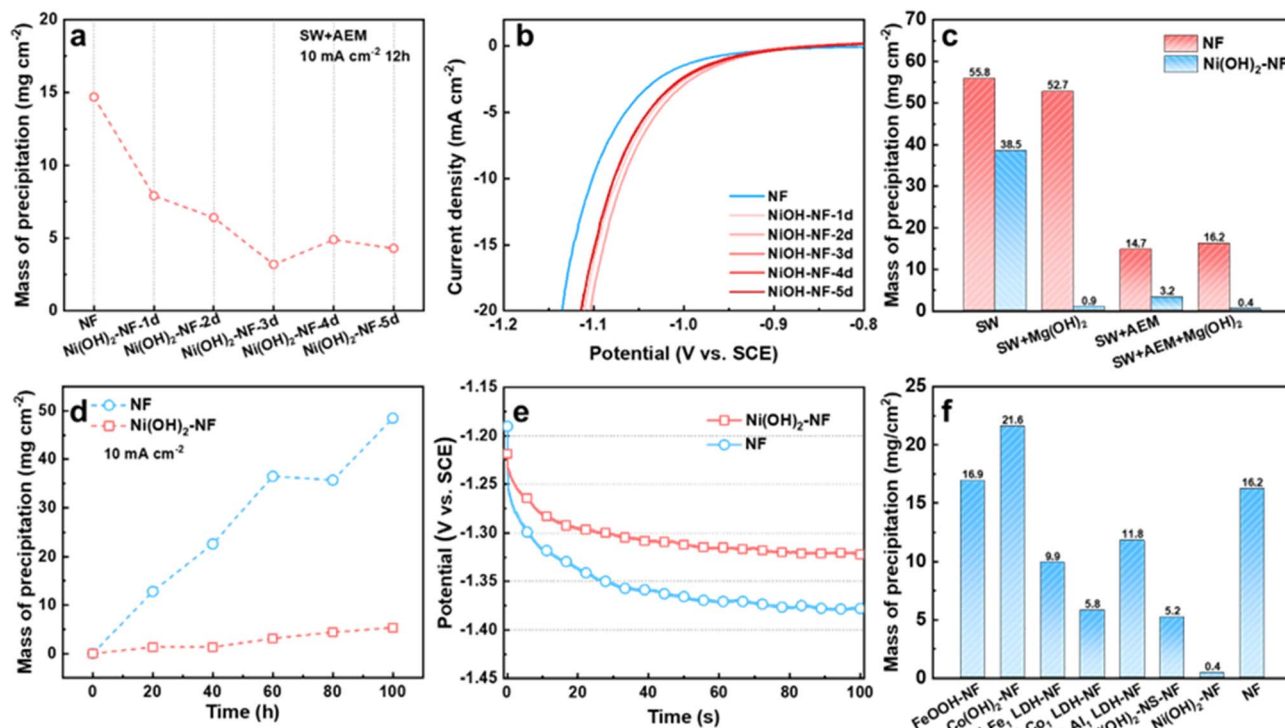 a
SW+AEM
10 mA cm⁻² 12h
Mass of precipitation (mg cm⁻²)
20
15
10
5
0
NF
Ni(OH)₂-NF-1d
Ni(OH)₂-NF-2d
Ni(OH)₂-NF-3d
Ni(OH)₂-NF-4d
Ni(OH)₂-NF-5d
b
Current density (mA cm⁻²)
0
-5
-10
-15
-20
NF
NiOH-NF-1d
NiOH-NF-2d
NiOH-NF-3d
NiOH-NF-4d
NiOH-NF-5d
-1.2
-1.1
-1.0
-0.9
-0.8
Potential (V vs. SCE)
c
Mass of precipitation (mg cm⁻²)
70
60
50
40
30
20
10
0
NF
Ni(OH)₂-NF
55.8
38.5
52.7
0.9
14.7
3.2
16.2
0.4
SW
SW+Mg(OH)₂
SW+AEM
SW+AEM+Mg(OH)₂
d
Mass of precipitation (mg cm⁻²)
50
40
30
20
10
0
NF
Ni(OH)₂-NF
10 mA cm⁻²
0
20
40
60
80
100
Time (h)
e
Potential (V vs. SCE)
-1.15
-1.20
-1.25
-1.30
-1.35
-1.40
-1.45
Ni(OH)₂-NF
NF
0
20
40
60
80
100
Time (s)
f
Mass of precipitation (mg/cm²)
25
20
15
10
5
0
16.9
21.6
9.9
5.8
11.8
5.2
0.4
16.2
FeOOH-NF
Co(OH)₂-NF
Fe₁ LDH-NF
Co₁ LDH-NF
Al₁ LDH-NF
-NS-NF
NF